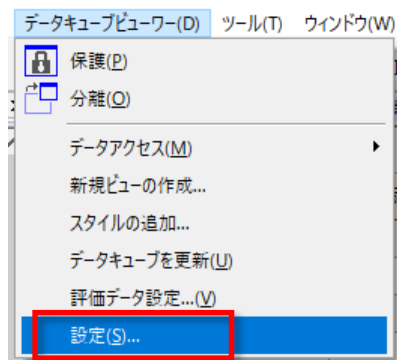 データキューブビューワー(D) ツール(T) ウィンドウ(W)
保護(P)
分離(O)
データアクセス(M)
新規ビューの作成...
スタイルの追加...
データキューブを更新(U)
評価データ設定...(V)
設定(S)...